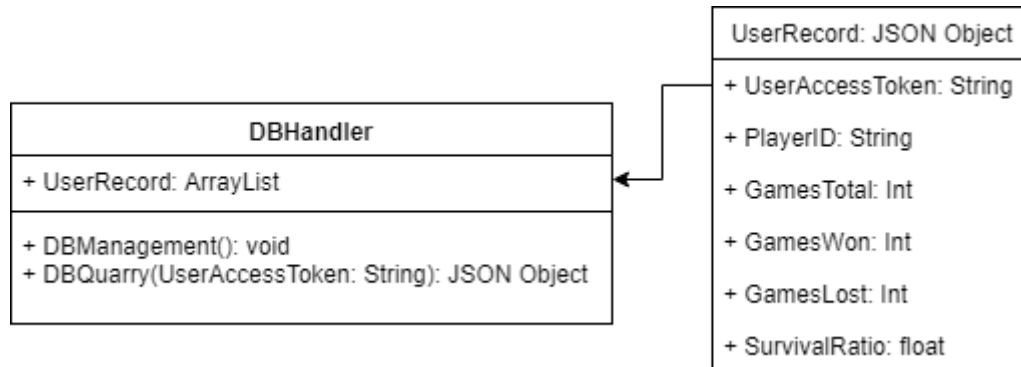 DBHandler
+ UserRecord: ArrayList
+ DBManagement(): void
+ DBQuarry(UserAccessToken: String): JSON Object
UserRecord: JSON Object
+ UserAccessToken: String
+ PlayerID: String
+ GamesTotal: Int
+ GamesWon: Int
+ GamesLost: Int
+ SurvivalRatio: float